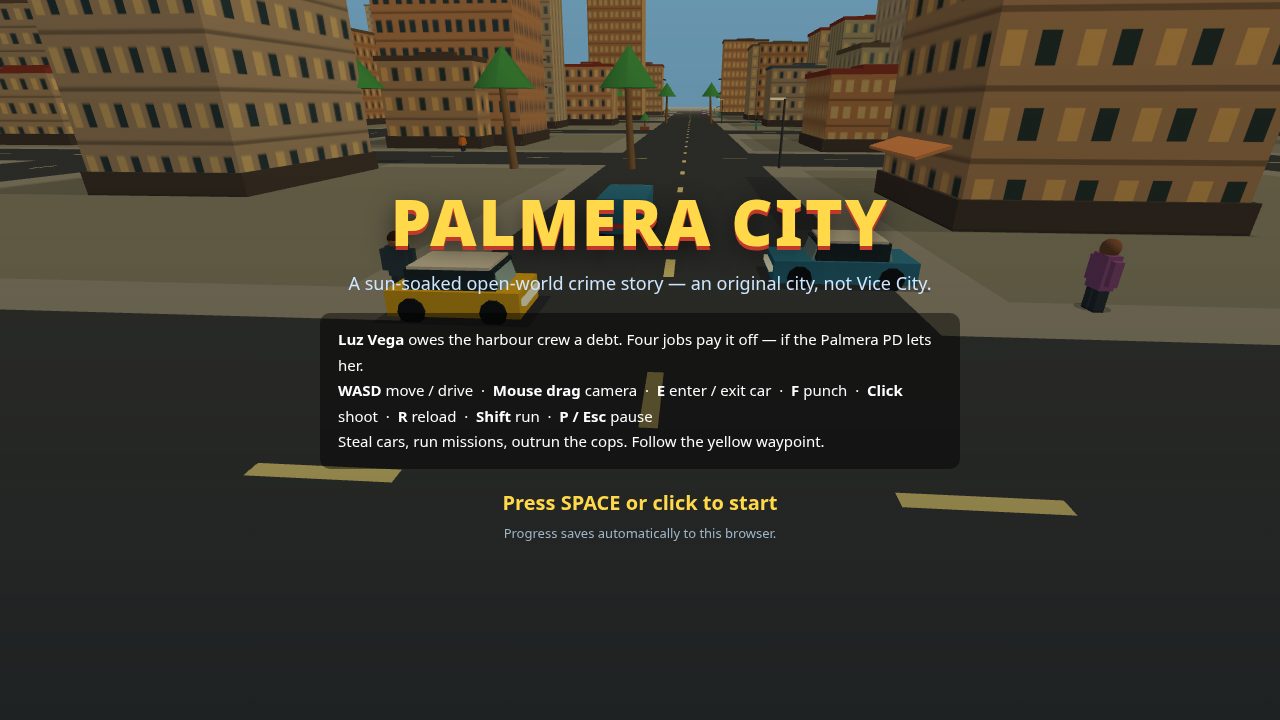 PALMERA CITY
A sun-soaked open-world crime story — an original city, not Vice City.
Luz Vega owes the harbour crew a debt. Four jobs pay it off — if the Palmera PD lets
her.
WASD move / drive · Mouse drag camera · E enter / exit car · F punch · Click
shoot · R reload · Shift run · P / Esc pause
Steal cars, run missions, outrun the cops. Follow the yellow waypoint.
Press SPACE or click to start
Progress saves automatically to this browser.